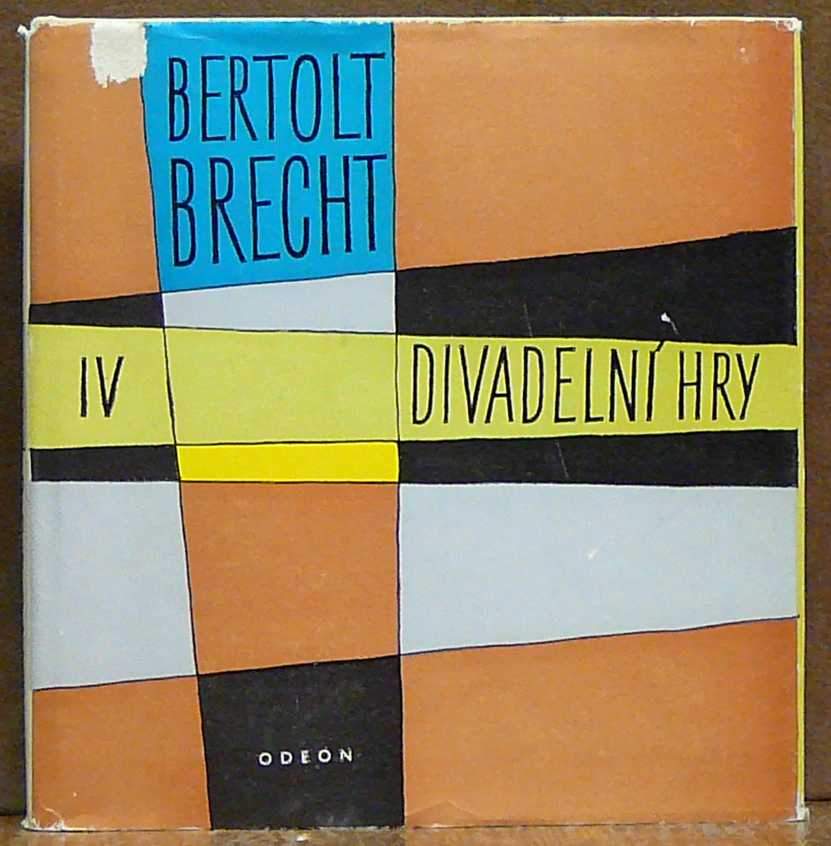 BERTOLT
BRECHT
IV DIVADELNÍ HRY
ODEON